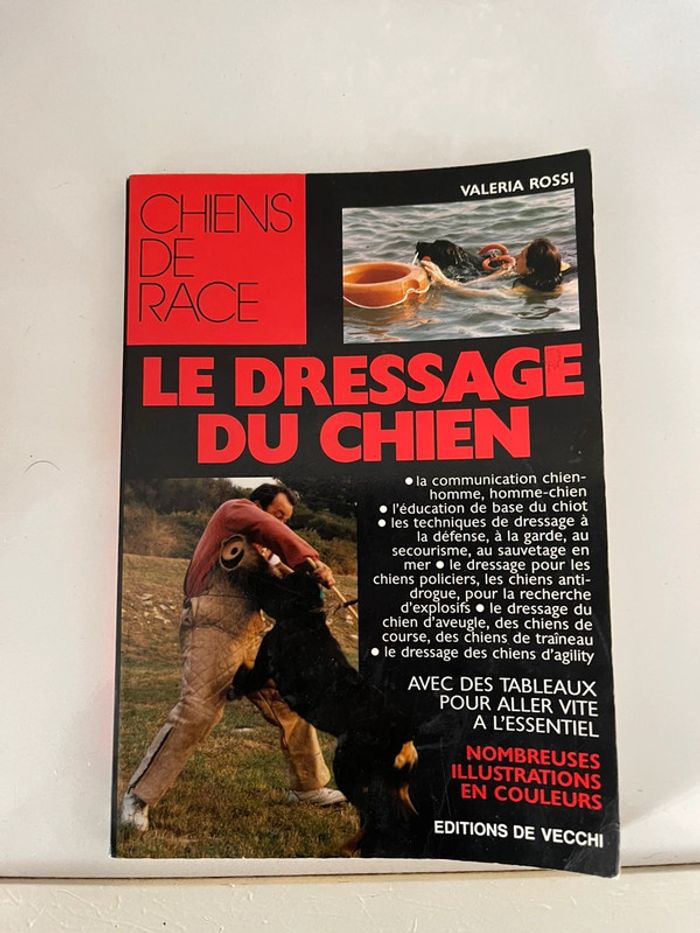 CHIENS
DE
RACE
VALERIA ROSSI
LE DRESSAGE
DU CHIEN
• la communication chien-
homme, homme-chien
• l'éducation de base du chiot
• les techniques de dressage à
la défense, à la garde, au
secourisme, au sauvetage en
mer • le dressage pour les
chiens policiers, les chiens anti-
drogue, pour la recherche
d'explosifs • le dressage du
chien d'aveugle, des chiens de
course, des chiens de traîneau
• le dressage des chiens d'agility
AVEC DES TABLEAUX
POUR ALLER VITE
A L'ESSENTIEL
NOMBREUSES
ILLUSTRATIONS
EN COULEURS
EDITIONS DE VECCHI